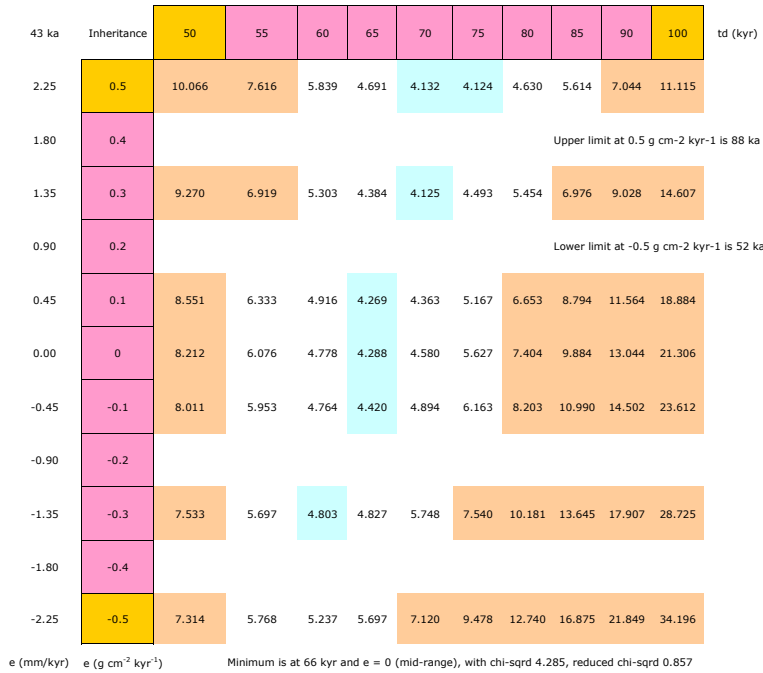 43 ka Inheritance 50 55 60 65 70 75 80 85 90 100 td (kyr)
2.25 0.5 10.066 7.616 5.839 4.691 4.132 4.124 4.630 5.614 7.044 11.115
1.80 0.4 Upper limit at 0.5 g cm-2 kyr-1 is 88 ka
1.35 0.3 9.270 6.919 5.303 4.384 4.125 4.493 5.454 6.976 9.028 14.607
0.90 0.2 Lower limit at -0.5 g cm-2 kyr-1 is 52 ka
0.45 0.1 8.551 6.333 4.916 4.269 4.363 5.167 6.653 8.794 11.564 18.884
0.00 0 8.212 6.076 4.778 4.288 4.580 5.627 7.404 9.884 13.044 21.306
-0.45 -0.1 8.011 5.953 4.764 4.420 4.894 6.163 8.203 10.990 14.502 23.612
-0.90 -0.2
-1.35 -0.3 7.533 5.697 4.803 4.827 5.748 7.540 10.181 13.645 17.907 28.725
-1.80 -0.4
-2.25 -0.5 7.314 5.768 5.237 5.697 7.120 9.478 12.740 16.875 21.849 34.196
e (mm/kyr) e (g cm⁻² kyr⁻¹) Minimum is at 66 kyr and e = 0 (mid-range), with chi-sqrd 4.285, reduced chi-sqrd 0.857